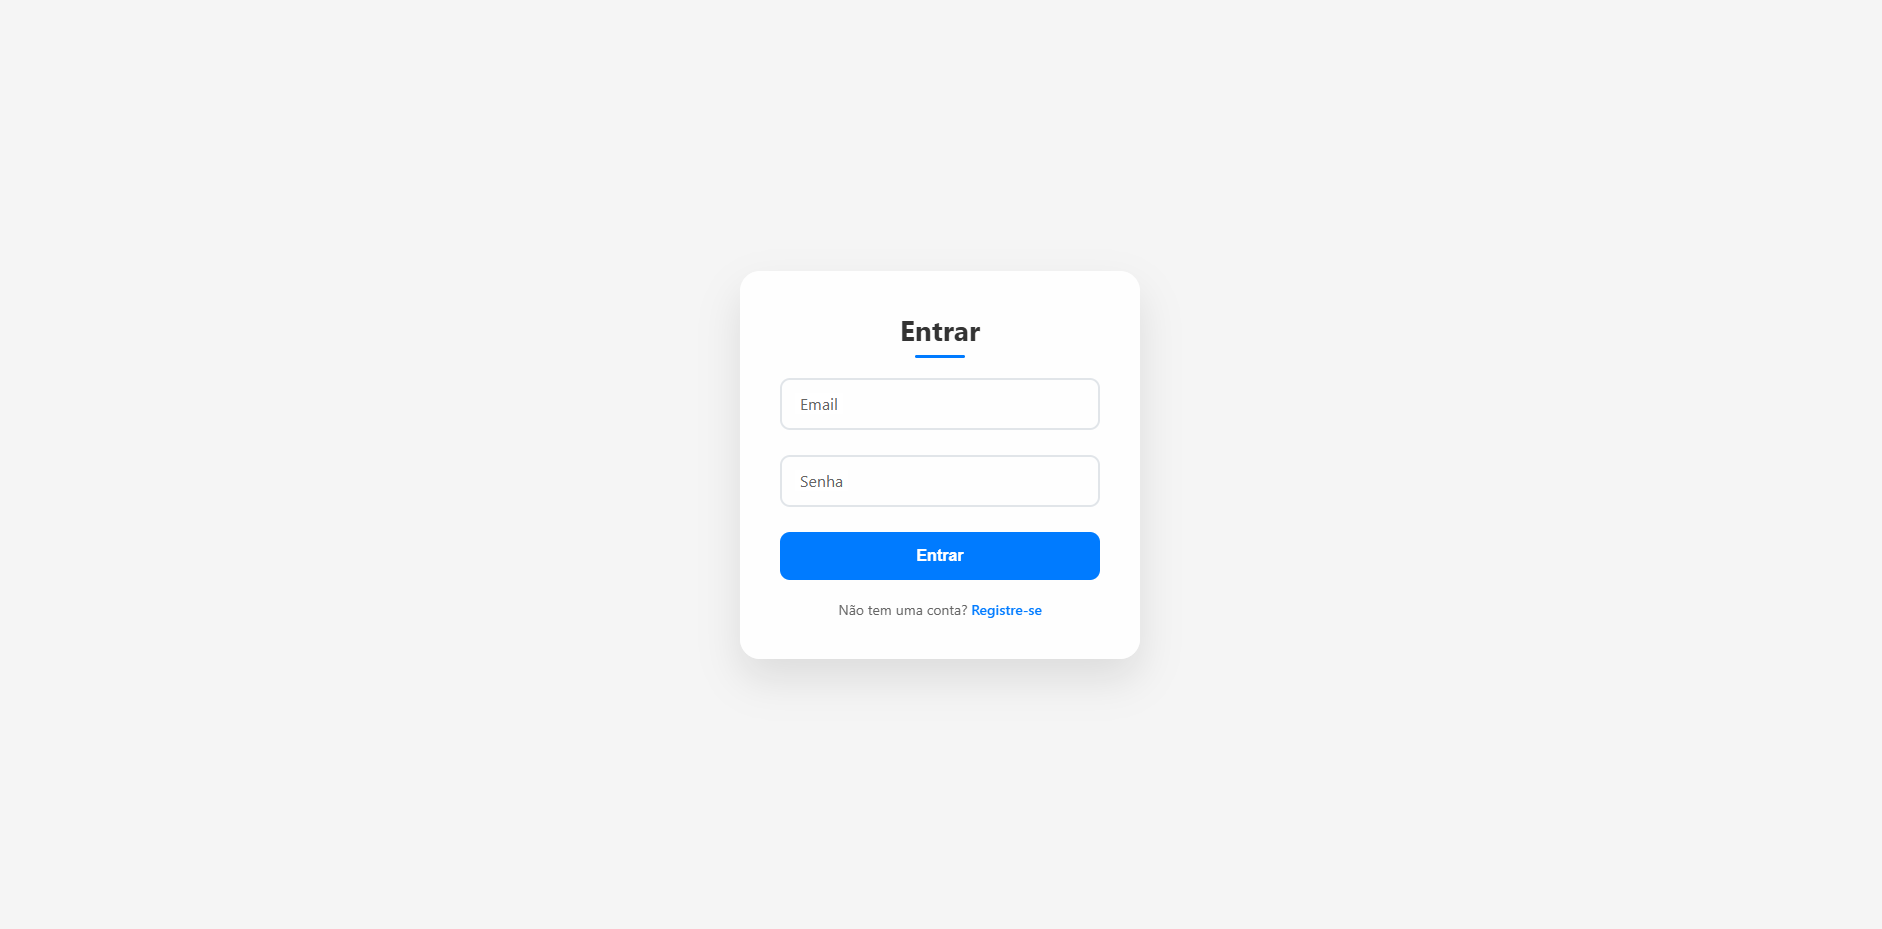 Entrar
Email
Senha
Entrar
Não tem uma conta? Registre-se